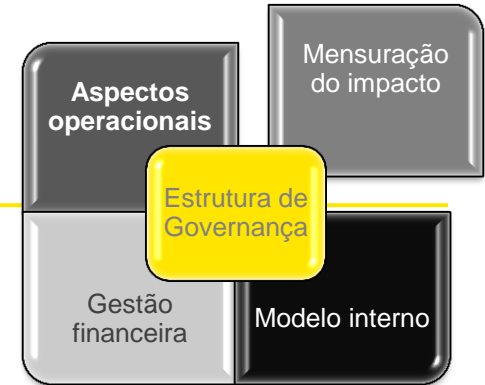 Mensuração
do impacto
Aspectos
operacionais
Estrutura de
Governança
Gestão
financeira
Modelo interno